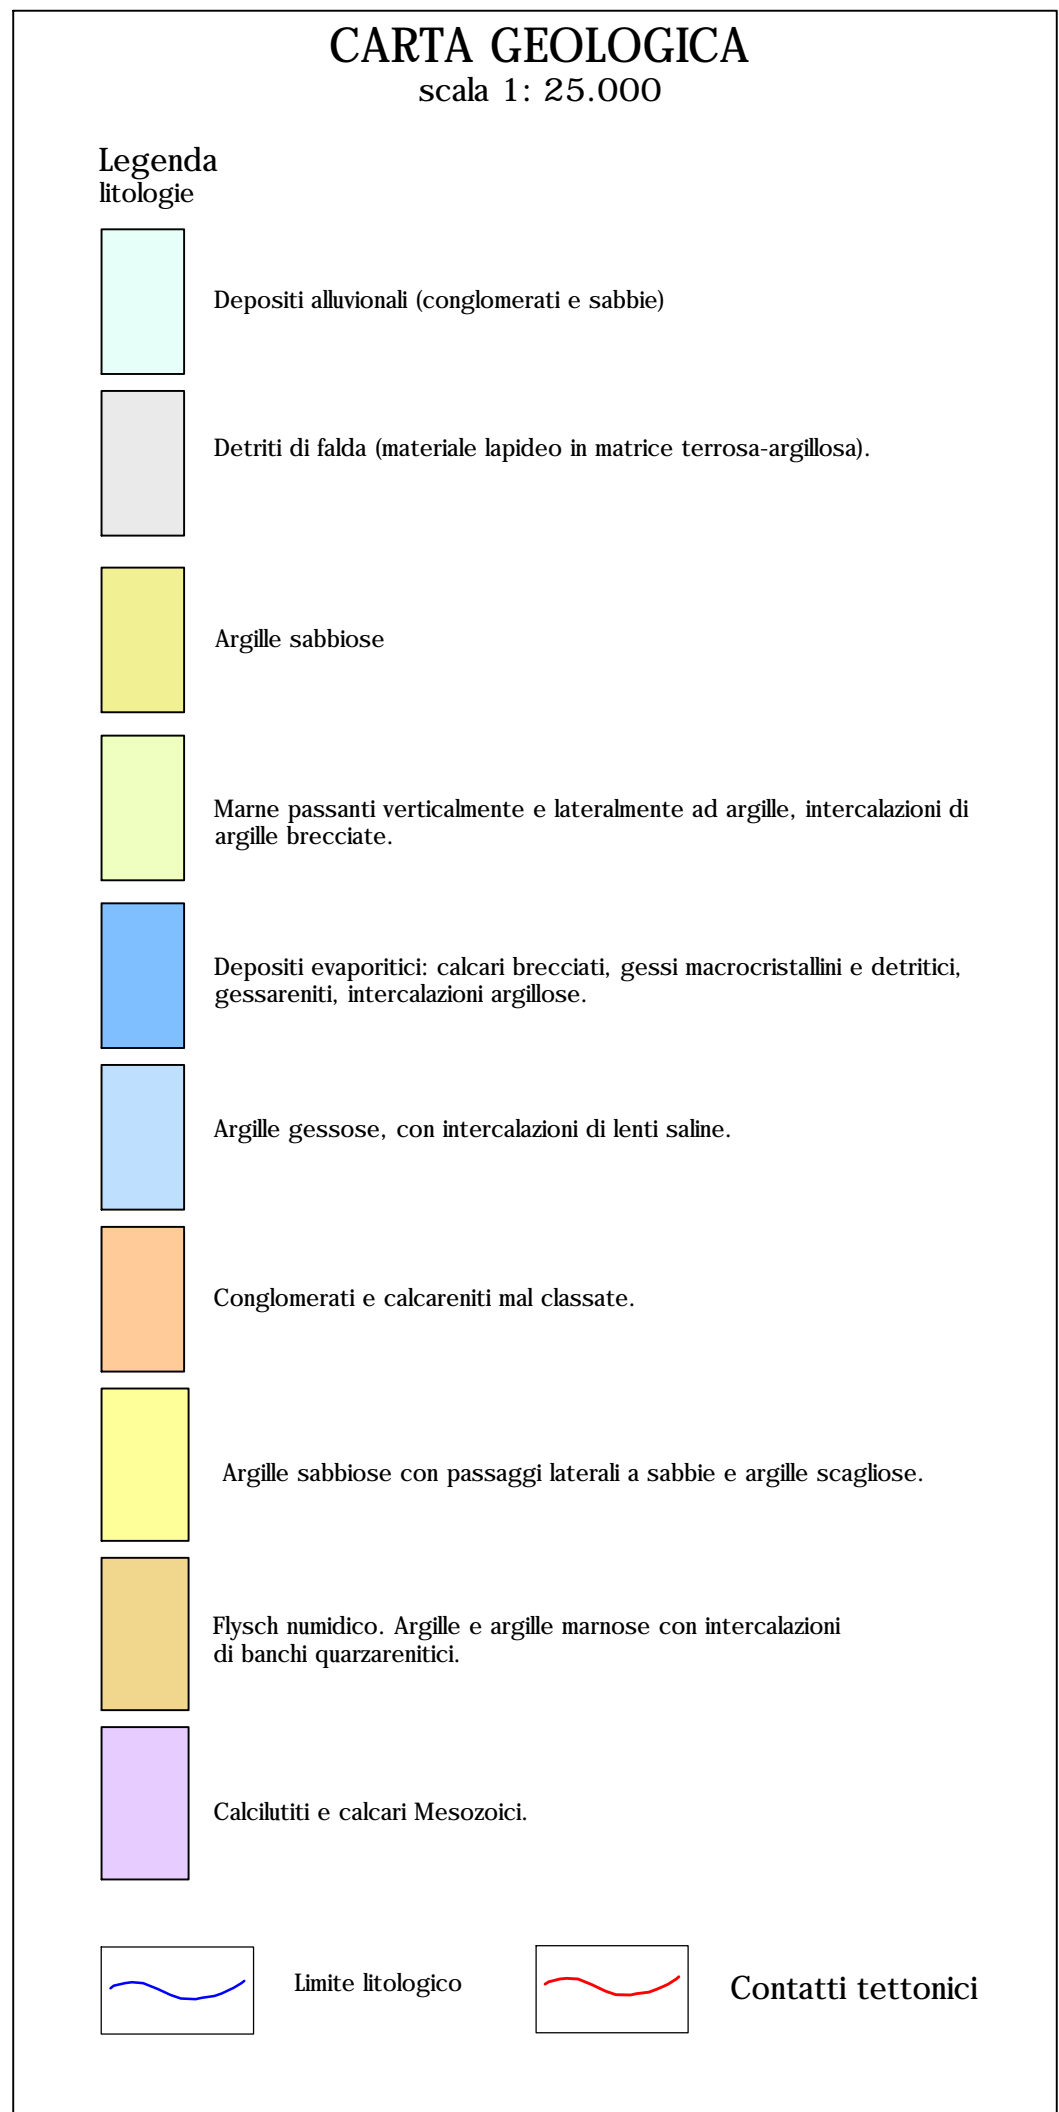 CARTA GEOLOGICA
scala 1: 25.000
Legenda
litologie
Depositi alluvionali (conglomerati e sabbie)
Detriti di falda (materiale lapideo in matrice terrosa-argillosa).
Argille sabbiose
Marne passanti verticalmente e lateralmente ad argille, intercalazioni di
argille brecciate.
Depositi evaporitici: calcari brecciati, gessi macrocristallini e detritici,
gessareniti, intercalazioni argillose.
Argille gessose, con intercalazioni di lenti saline.
Conglomerati e calcareniti mal classate.
Argille sabbiose con passaggi laterali a sabbie e argille scagliose.
Flysch numidico. Argille e argille marnose con intercalazioni
di banchi quarzarenitici.
Calcilutiti e calcari Mesozoici.
Limite litologico
Contatti tettonici